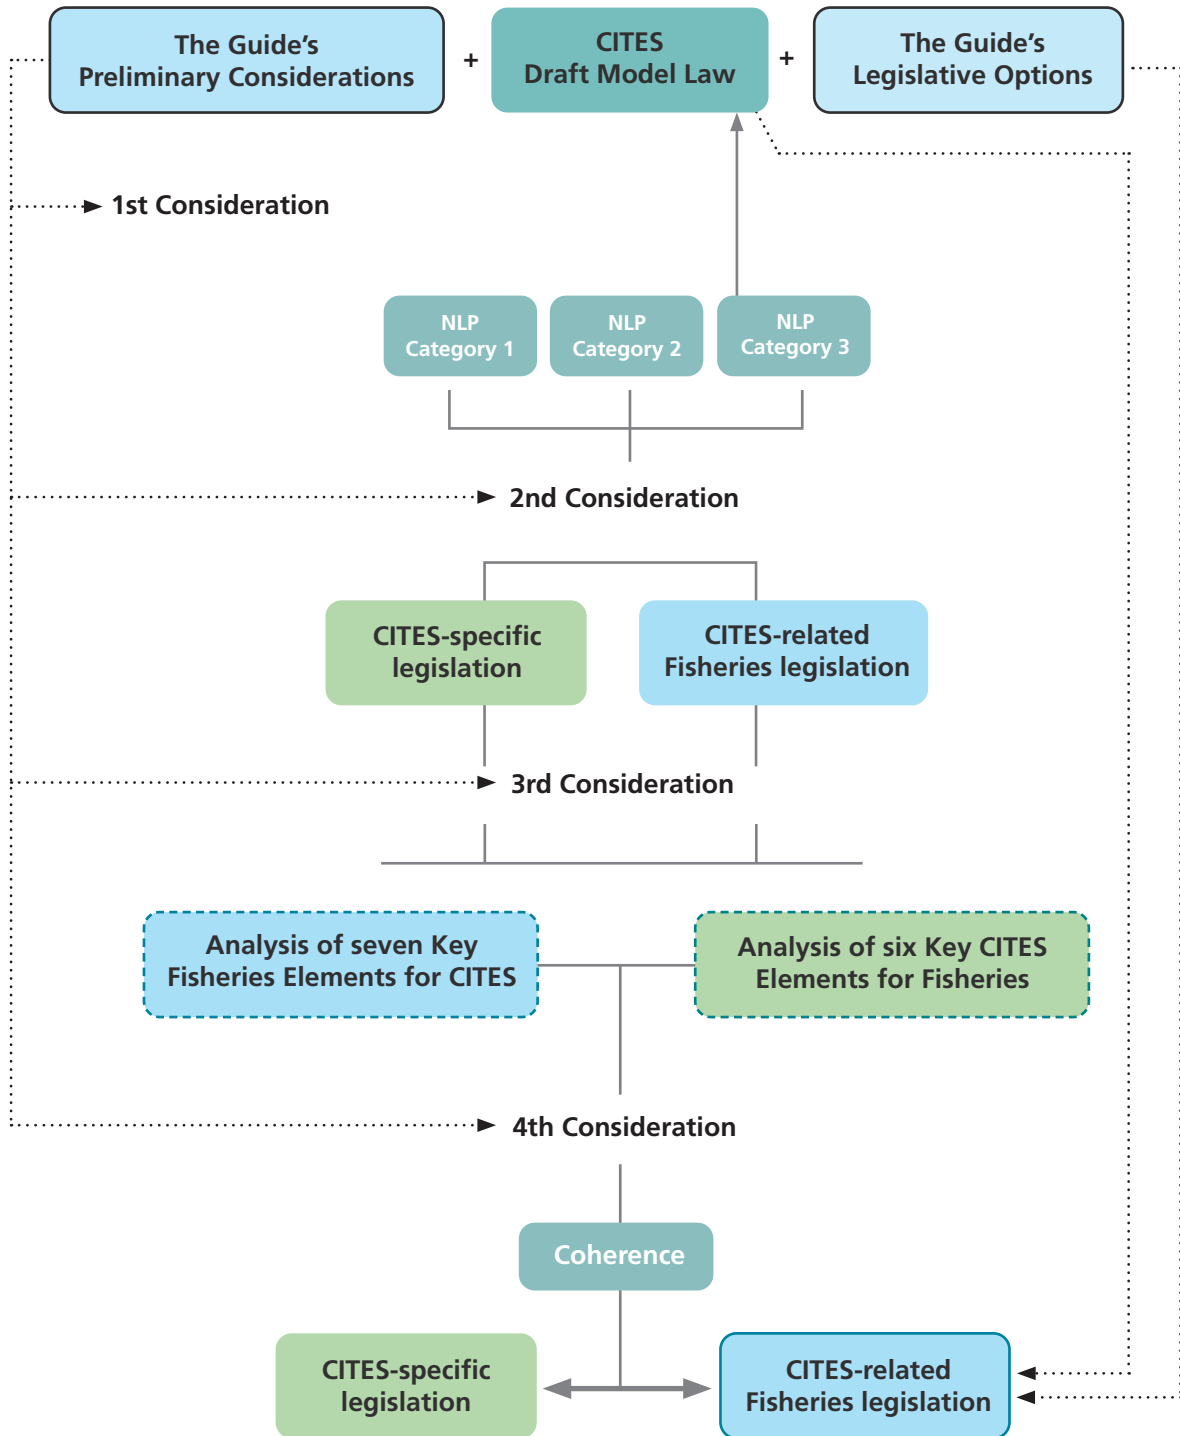 The Guide’s
Preliminary Considerations
+
CITES
Draft Model Law
+
The Guide’s
Legislative Options
1st Consideration
NLP
Category 1
NLP
Category 2
NLP
Category 3
2nd Consideration
CITES-specific
legislation
CITES-related
Fisheries legislation
3rd Consideration
Analysis of seven Key
Fisheries Elements for CITES
Analysis of six Key CITES
Elements for Fisheries
4th Consideration
Coherence
CITES-specific
legislation
CITES-related
Fisheries legislation